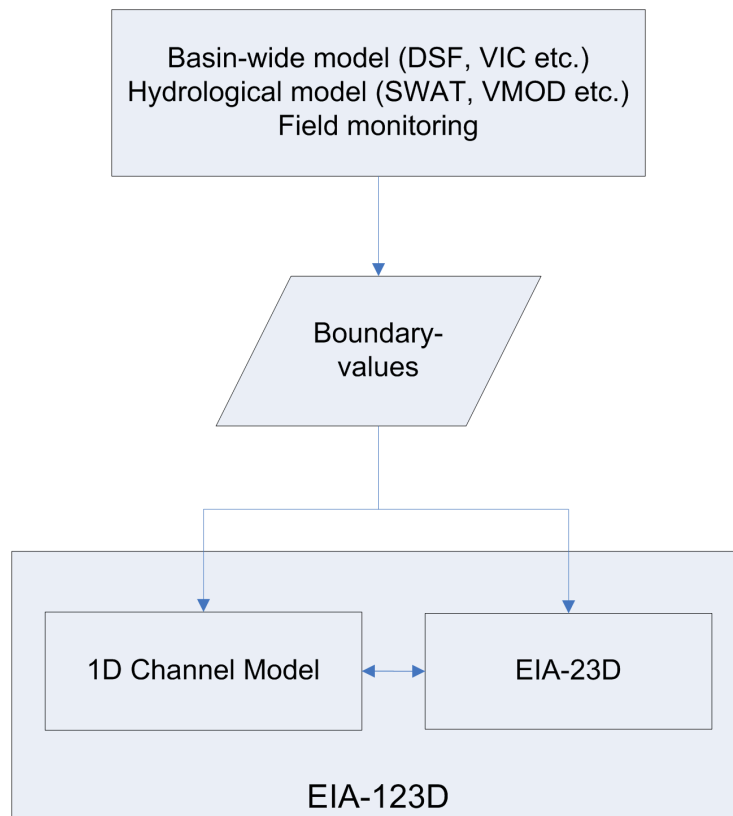 Basin-wide model (DSF, VIC etc.)
Hydrological model (SWAT, VMOD etc.)
Field monitoring
Boundary-
values
1D Channel Model
EIA-23D
EIA-123D